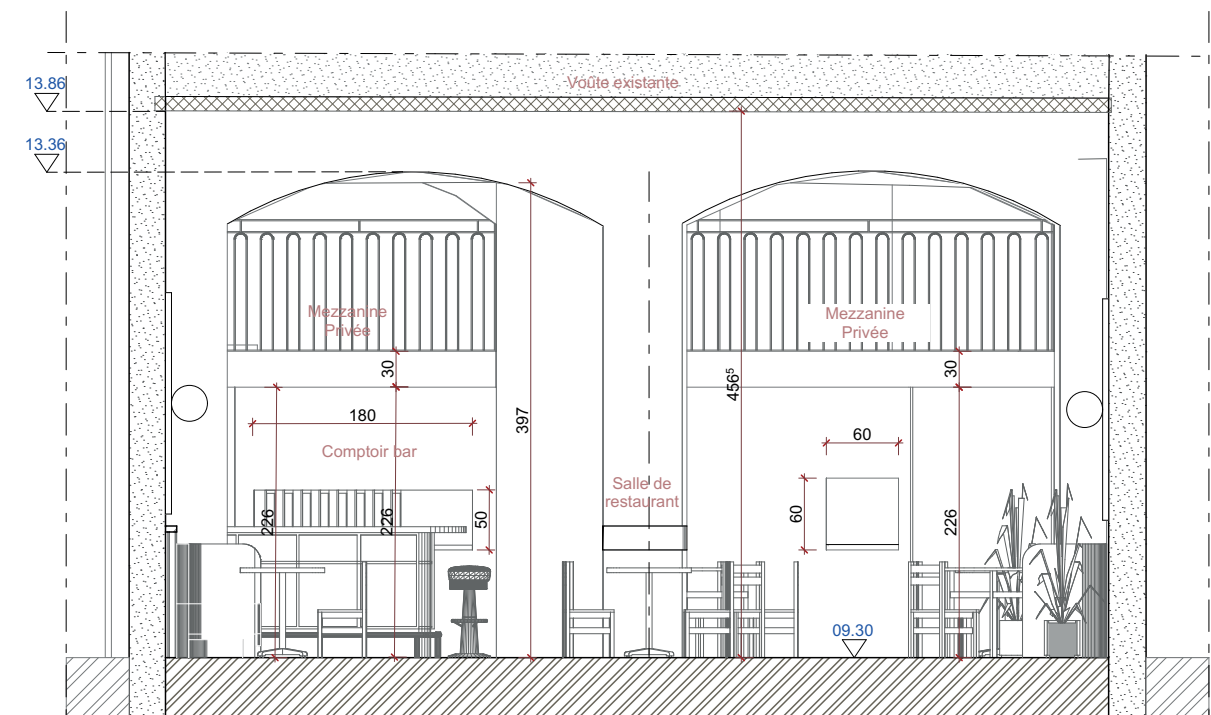 Voûte existante
13.86
13.36
Mezzanine
Privée
Mezzanine
Privée
30
30
456⁵
180
397
60
Comptoir bar
Salle de
restaurant
226
226
50
60
226
09.30